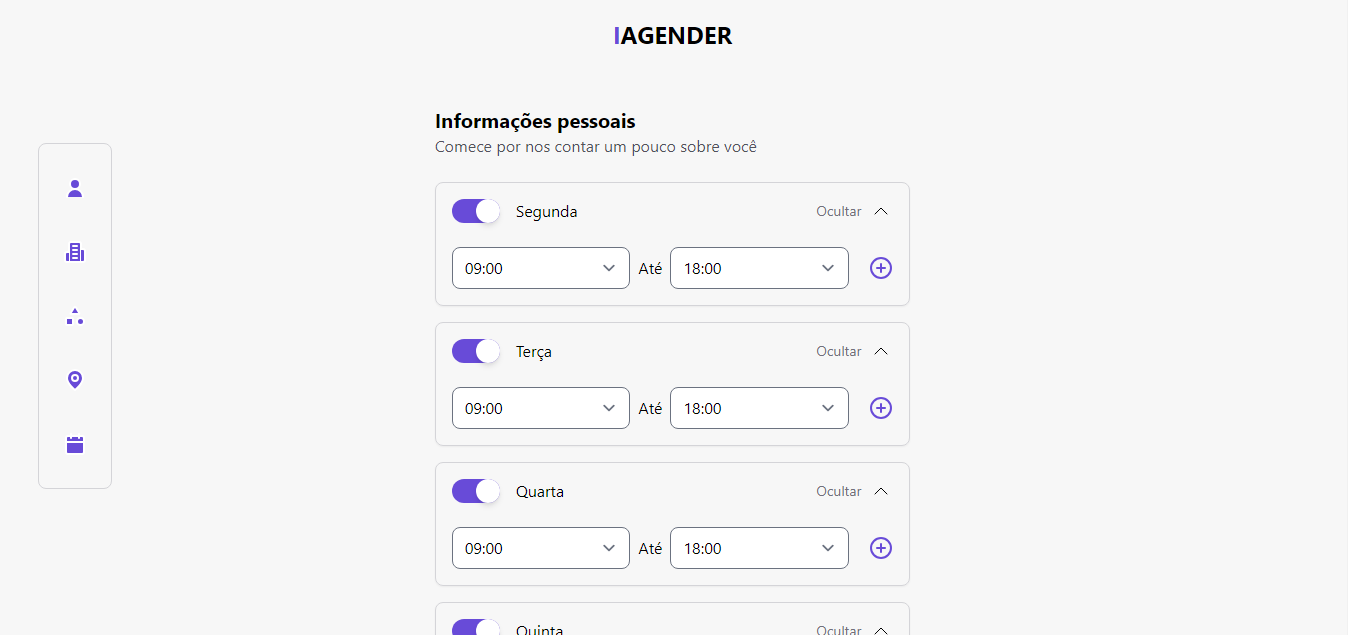 IAGENDER
Informações pessoais
Comece por nos contar um pouco sobre você
Segunda Ocultar
09:00 Até 18:00
Terça Ocultar
09:00 Até 18:00
Quarta Ocultar
09:00 Até 18:00
Quinta Ocultar